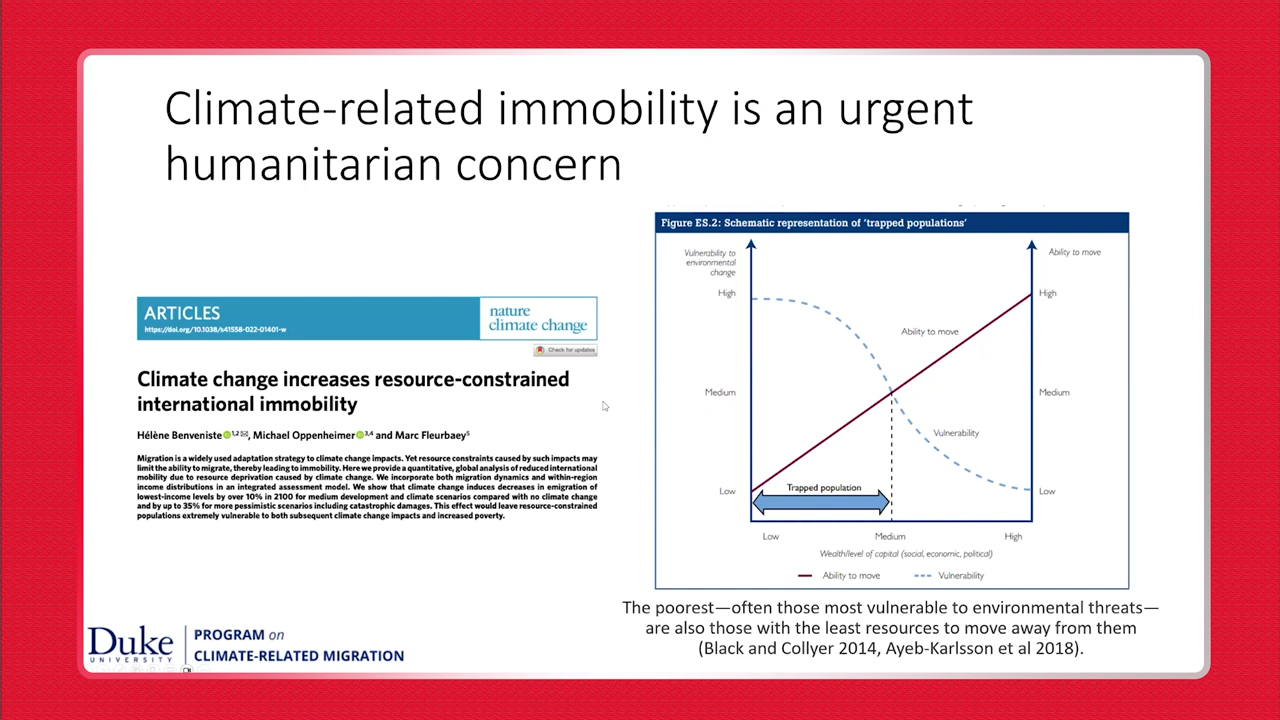 Climate-related immobility is an urgent
humanitarian concern
ARTICLES
https://doi.org/10.1038/s41558-022-01401-w
nature
climate change
Check for updates
Climate change increases resource-constrained
international immobility
Hélène Benveniste 1,2, Michael Oppenheimer 3,4 and Marc Fleurbaey5
Migration is a widely used adaptation strategy to climate change impacts. Yet resource constraints caused by such impacts may
limit the ability to migrate, thereby leading to immobility. Here we provide a quantitative, global analysis of reduced international
mobility due to resource deprivation caused by climate change. We incorporate both migration dynamics and within-region
income distributions in an integrated assessment model. We show that climate change induces decreases in emigration of
lowest-income levels by over 10% in 2100 for medium development and climate scenarios compared with no climate change
and by up to 35% for more pessimistic scenarios including catastrophic damages. This effect would leave resource-constrained
populations extremely vulnerable to both subsequent climate change impacts and increased poverty.
Figure ES.2: Schematic representation of 'trapped populations'
Vulnerability to
environmental
change
Ability to move
High
High
Ability to move
Medium
Medium
Vulnerability
Low
Low
Trapped population
Low
Medium
High
Wealth/level of capital (social, economic, political)
Ability to move
Vulnerability
The poorest—often those most vulnerable to environmental threats—
are also those with the least resources to move away from them
(Black and Collyer 2014, Ayeb-Karlsson et al 2018).
Duke
UNIVERSITY
PROGRAM on
CLIMATE-RELATED MIGRATION